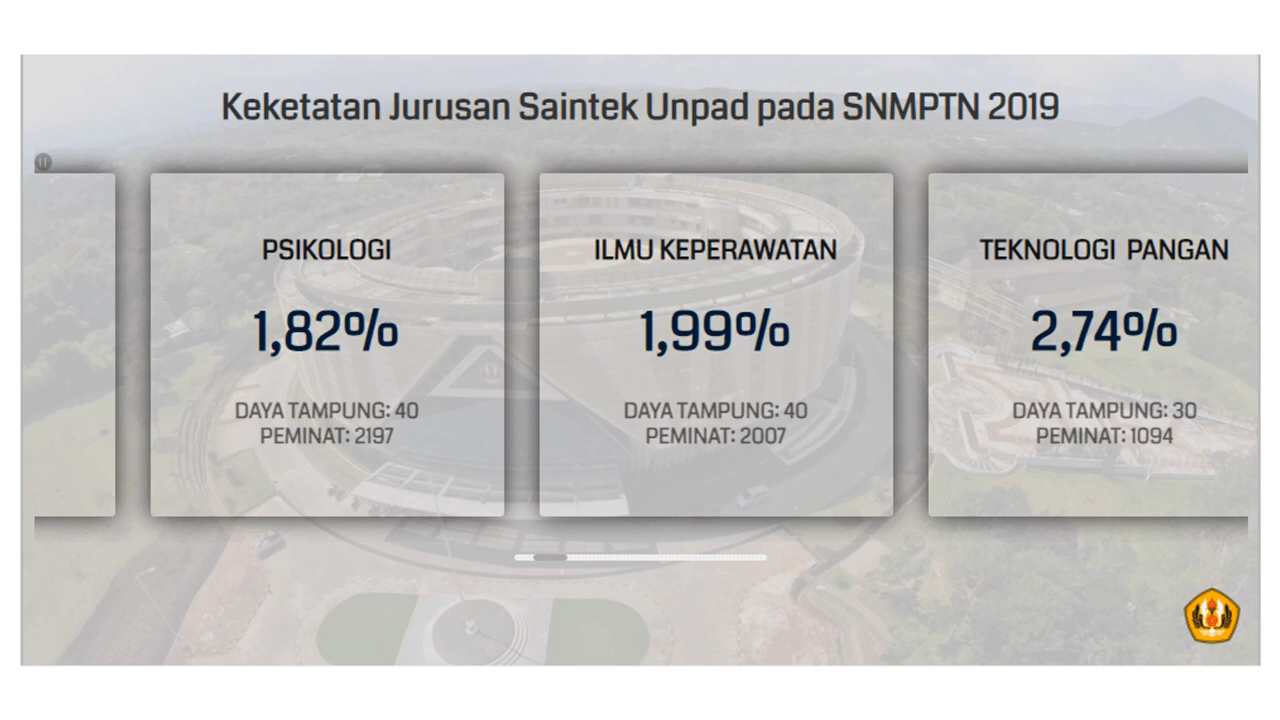 Keketatan Jurusan Saintek Unpad pada SNMPTN 2019
PSIKOLOGI
1,82%
DAYA TAMPUNG: 40
PEMINAT: 2197
ILMU KEPERAWATAN
1,99%
DAYA TAMPUNG: 40
PEMINAT: 2007
TEKNOLOGI PANGAN
2,74%
DAYA TAMPUNG: 30
PEMINAT: 1094